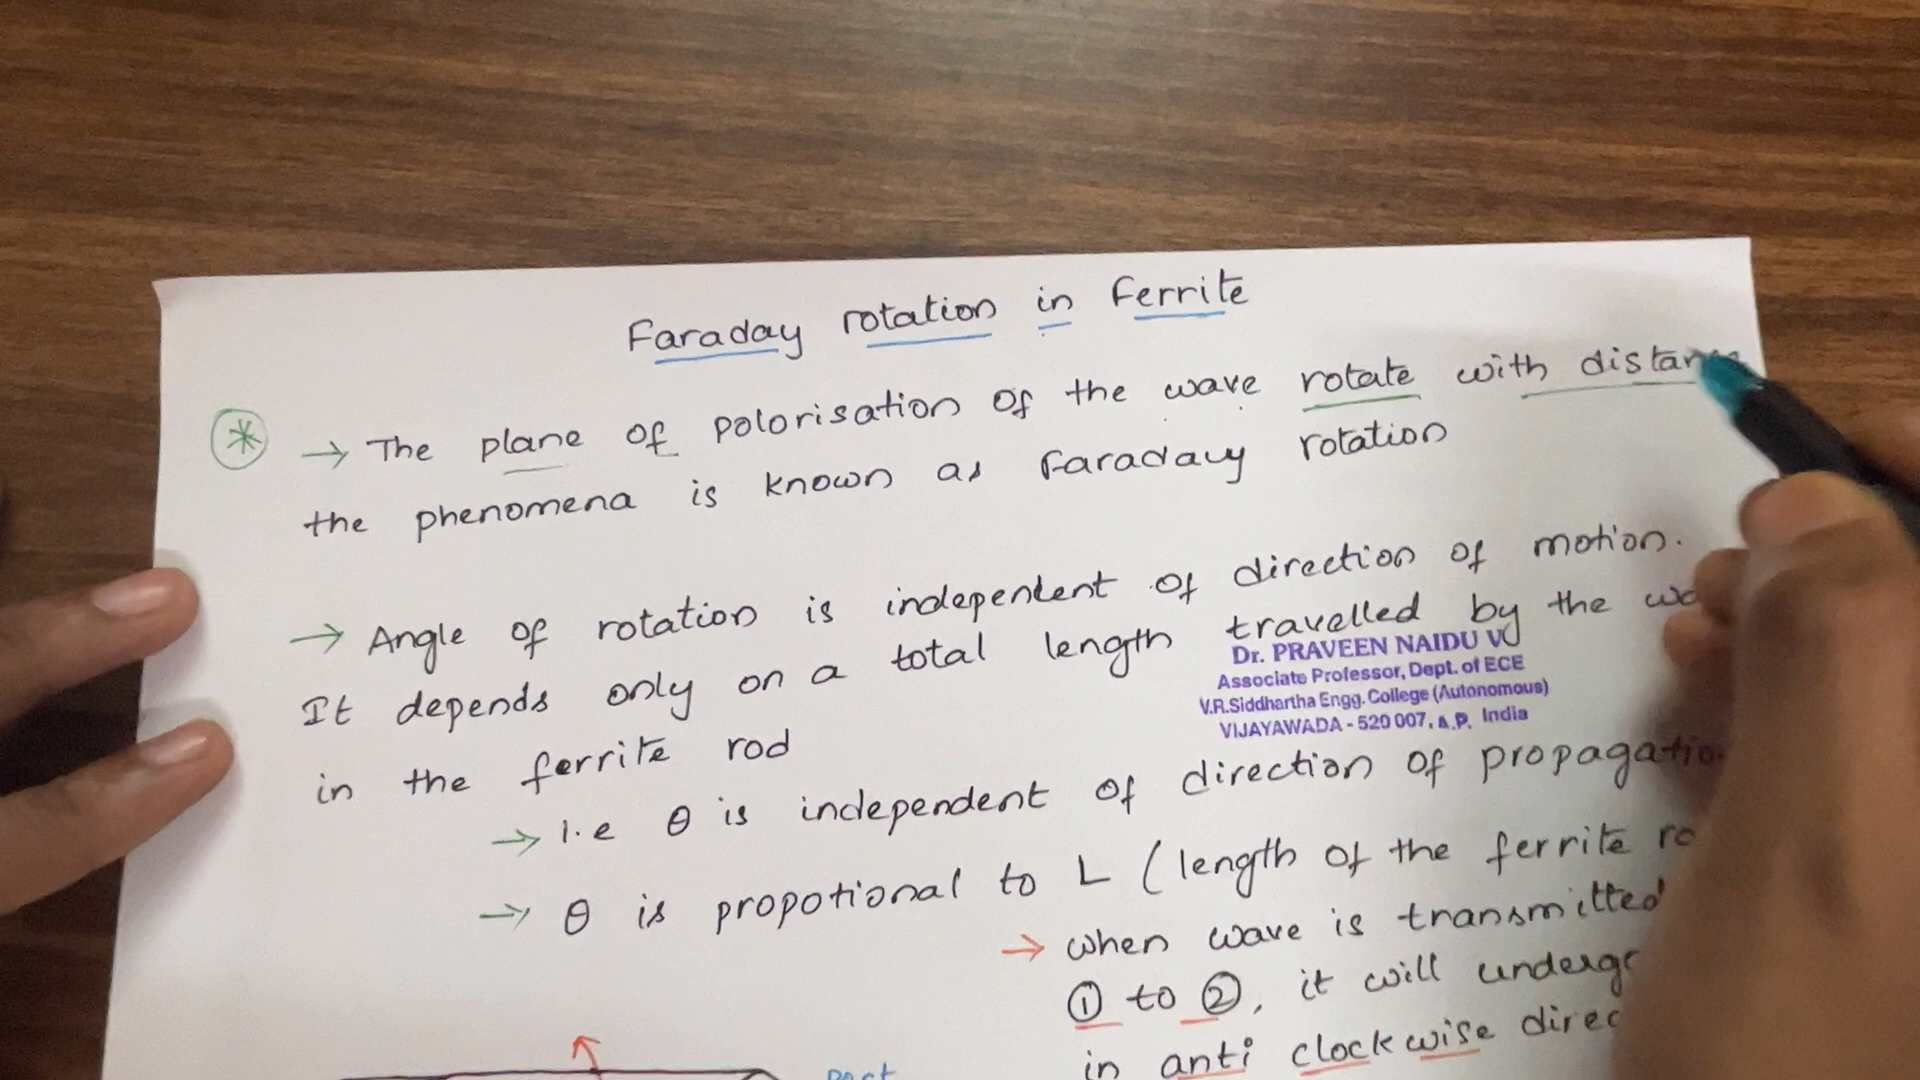 Faraday rotation in Ferrite
* → The plane of polorisation of the wave rotate with
the phenomena is known as Faraday rotation
→ Angle of rotation is indepentent of direction of motion.
It depends only on a total length travelled by the
Dr. PRAVEEN NAIDU V
Associate Professor, Dept. of ECE
V.R.Siddhartha Engg. College (Autonomous)
VIJAYAWADA - 520 007. A.P. India
in the ferrite rod
→ i.e θ is independent of direction of
→ θ is propotional to L (length of the ferrite
→ when wave is transmitted
① to ②, it will
in anti clockwise